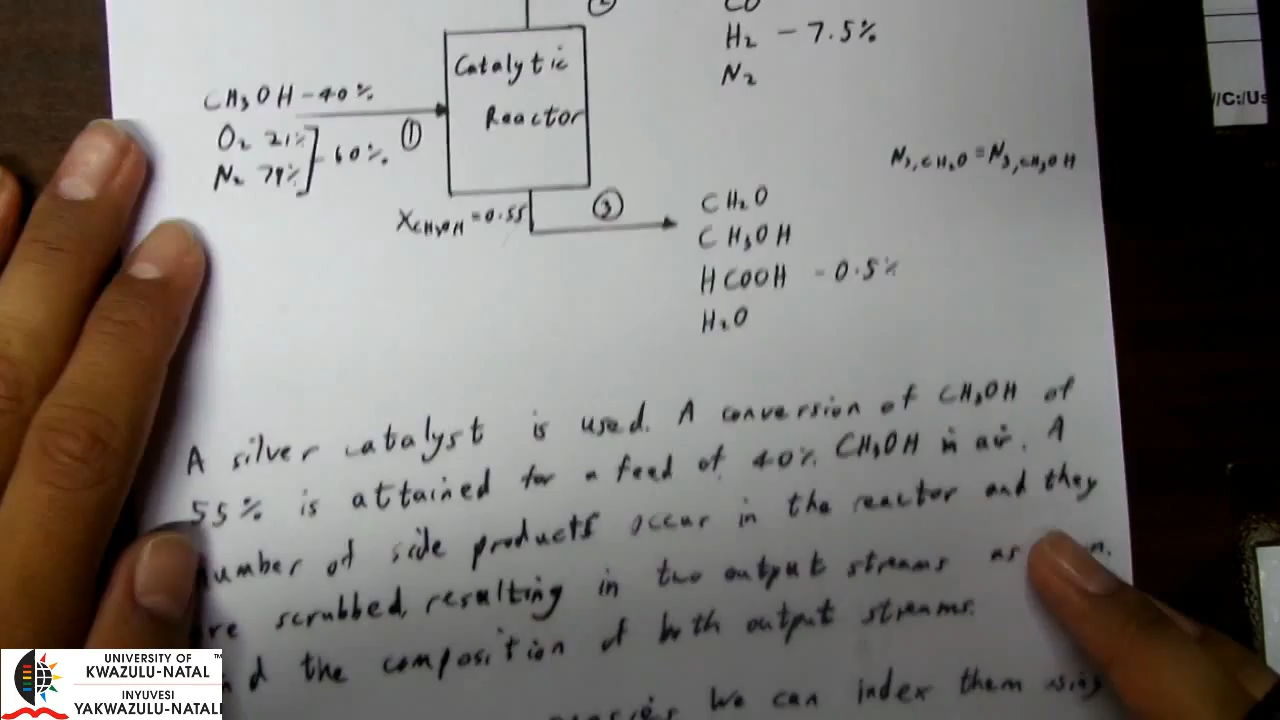 CO
H₂ - 7.5%
N₂
②
Catalytic
Reactor
//C:/Us
CH₃OH - 40%
O₂ 21%
N₂ 79%
- 60%
①
N₃,CH₂O = N₃,CH₃OH
X_CH₃OH = 0.55
③
CH₂O
CH₃OH
HCOOH - 0.5%
H₂O
A silver catalyst is used. A conversion of CH₃OH of
55% is attained for a feed of 40% CH₃OH in air. A
number of side products occur in the reactor and they
are scrubbed, resulting in two output streams as
the composition of both output streams.
We can index them using
UNIVERSITY OF ™
KWAZULU-NATAL
INYUVESI
YAKWAZULU-NATALI